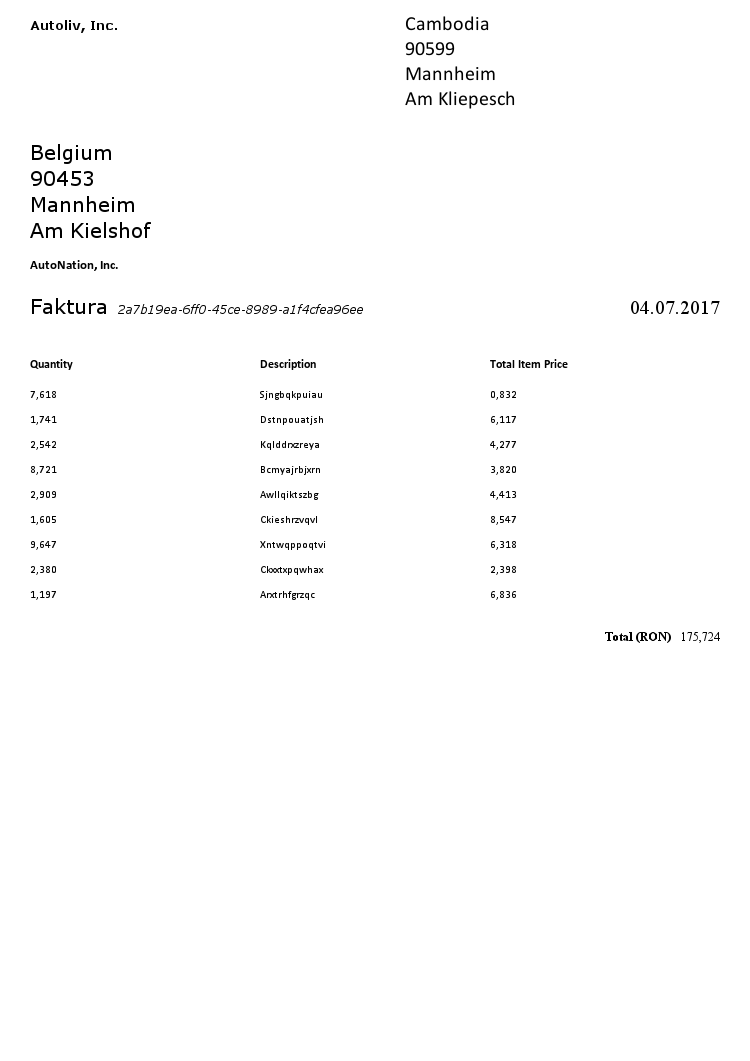 Autoliv, Inc.
Cambodia
90599
Mannheim
Am Kliepesch
Belgium
90453
Mannheim
Am Kielshof
AutoNation, Inc.
Faktura 2a7b19ea-6ff0-45ce-8989-a1f4cfea96ee 04.07.2017
Quantity Description Total Item Price
7,618 Sjngbqkpuiau 0,832
1,741 Dstnpouatjsh 6,117
2,542 Kqlddnxzreya 4,277
8,721 Bcmyajrbjxrn 3,820
2,909 Awllqiktszbg 4,413
1,605 Ckieshrzvqvl 8,547
9,647 Xntwqppoqtvi 6,318
2,380 Ckxxtxpqwhax 2,398
1,197 Arxtrhfgrzqc 6,836
Total (RON) 175,724